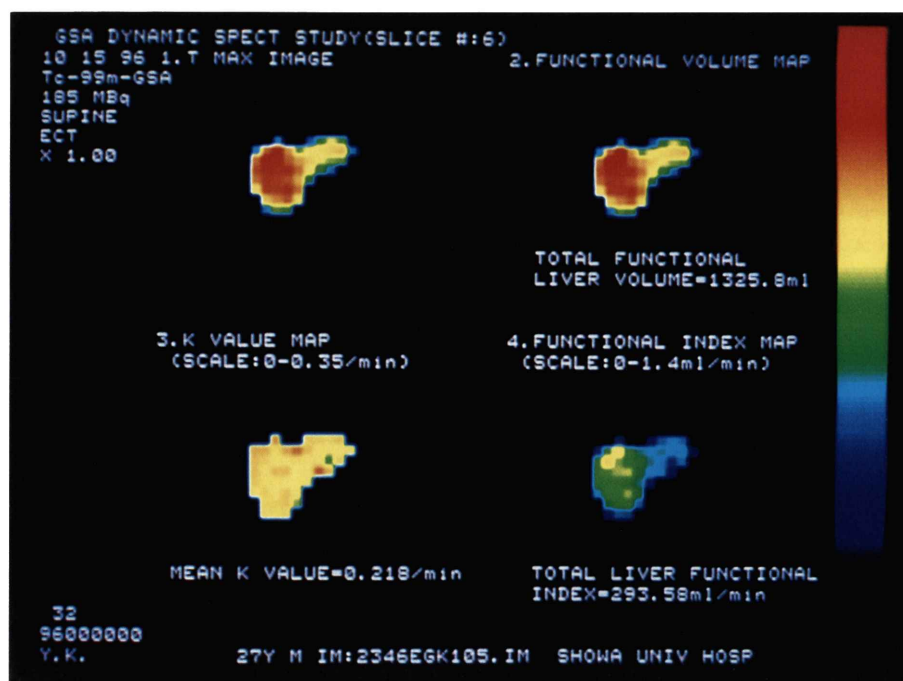 GSA DYNAMIC SPECT STUDY(SLICE #:6)
10 15 96 1.T MAX IMAGE
2.FUNCTIONAL VOLUME MAP
Tc-99m-GSA
185 MBq
SUPINE
ECT
X 1.00
TOTAL FUNCTIONAL
LIVER VOLUME=1325.8ml
3.K VALUE MAP
(SCALE:0-0.35/min)
4.FUNCTIONAL INDEX MAP
(SCALE:0-1.4ml/min)
MEAN K VALUE=0.218/min
TOTAL LIVER FUNCTIONAL
INDEX=293.58ml/min
32
96000000
Y.K.
27Y M IM:2346EGK105.IM SHOWA UNIV HOSP